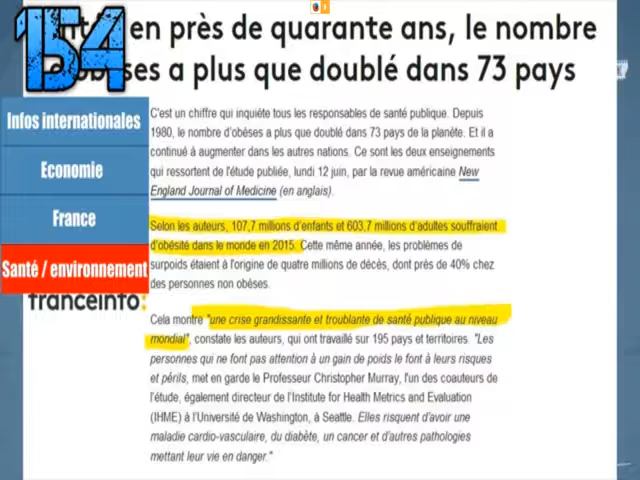 154
en près de quarante ans, le nombre
a plus que doublé dans 73 pays
Infos internationales
Economie
France
Santé / environnement
franceinfo:
C'est un chiffre qui inquiète tous les responsables de santé publique. Depuis
1980, le nombre d'obèses a plus que doublé dans 73 pays de la planète. Et il a
continué à augmenter dans les autres nations. Ce sont les deux enseignements
qui ressortent de l'étude publiée, lundi 12 juin, par la revue américaine New
England Journal of Medicine (en anglais).
Selon les auteurs, 107,7 millions d'enfants et 603,7 millions d'adultes souffraient
d'obésité dans le monde en 2015. Cette même année, les problèmes de
surpoids étaient à l'origine de quatre millions de décès, dont près de 40% chez
des personnes non obèses.
Cela montre "une crise grandissante et troublante de santé publique au niveau
mondial", constate les auteurs, qui ont travaillé sur 195 pays et territoires. "Les
personnes qui ne font pas attention à un gain de poids le font à leurs risques
et périls, met en garde le Professeur Christopher Murray, l'un des coauteurs de
l'étude, également directeur de l'Institute for Health Metrics and Evaluation
(IHME) à l'Université de Washington, à Seattle. Elles risquent d'avoir une
maladie cardio-vasculaire, du diabète, un cancer et d'autres pathologies
mettant leur vie en danger."